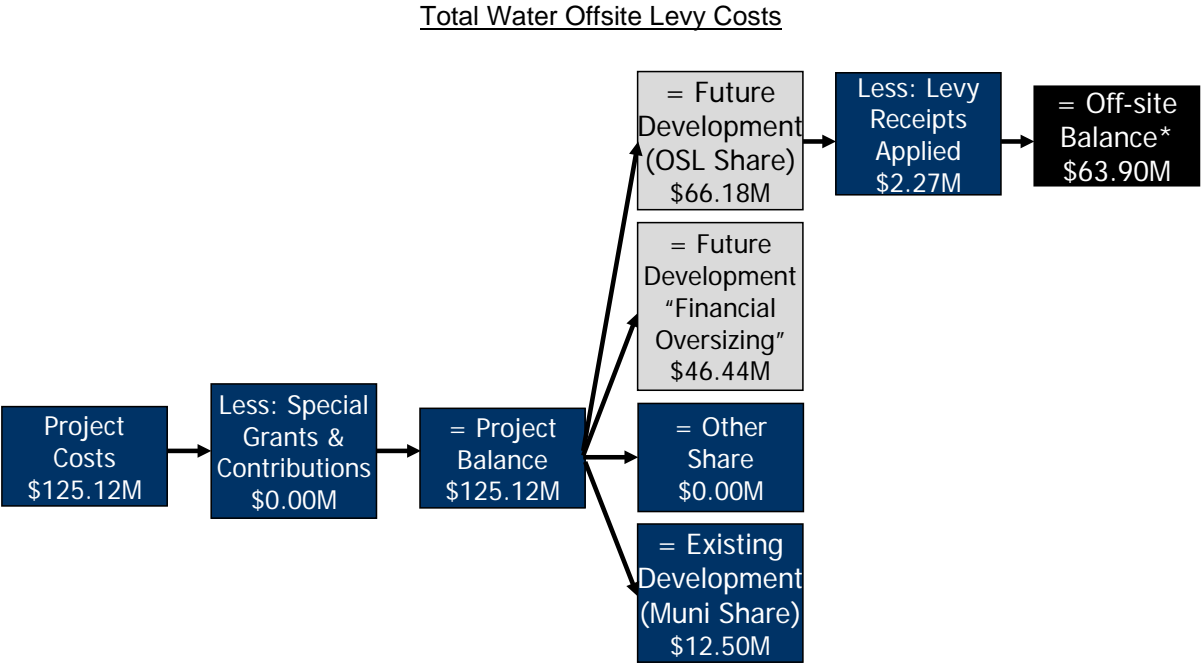 Total Water Offsite Levy Costs
Project
Costs
$125.12M
Less: Special
Grants &
Contributions
$0.00M
= Project
Balance
$125.12M
= Future
Development
(OSL Share)
$66.18M
Less: Levy
Receipts
Applied
$2.27M
= Off-site
Balance*
$63.90M
= Future
Development
“Financial
Oversizing”
$46.44M
= Other
Share
$0.00M
= Existing
Development
(Muni Share)
$12.50M